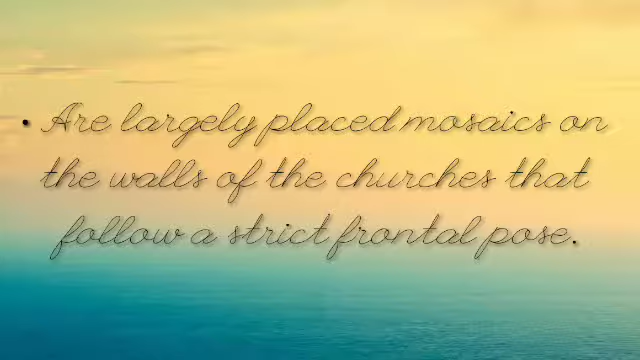 • Are largely placed mosaics on
the walls of the churches that
follow a strict frontal pose.